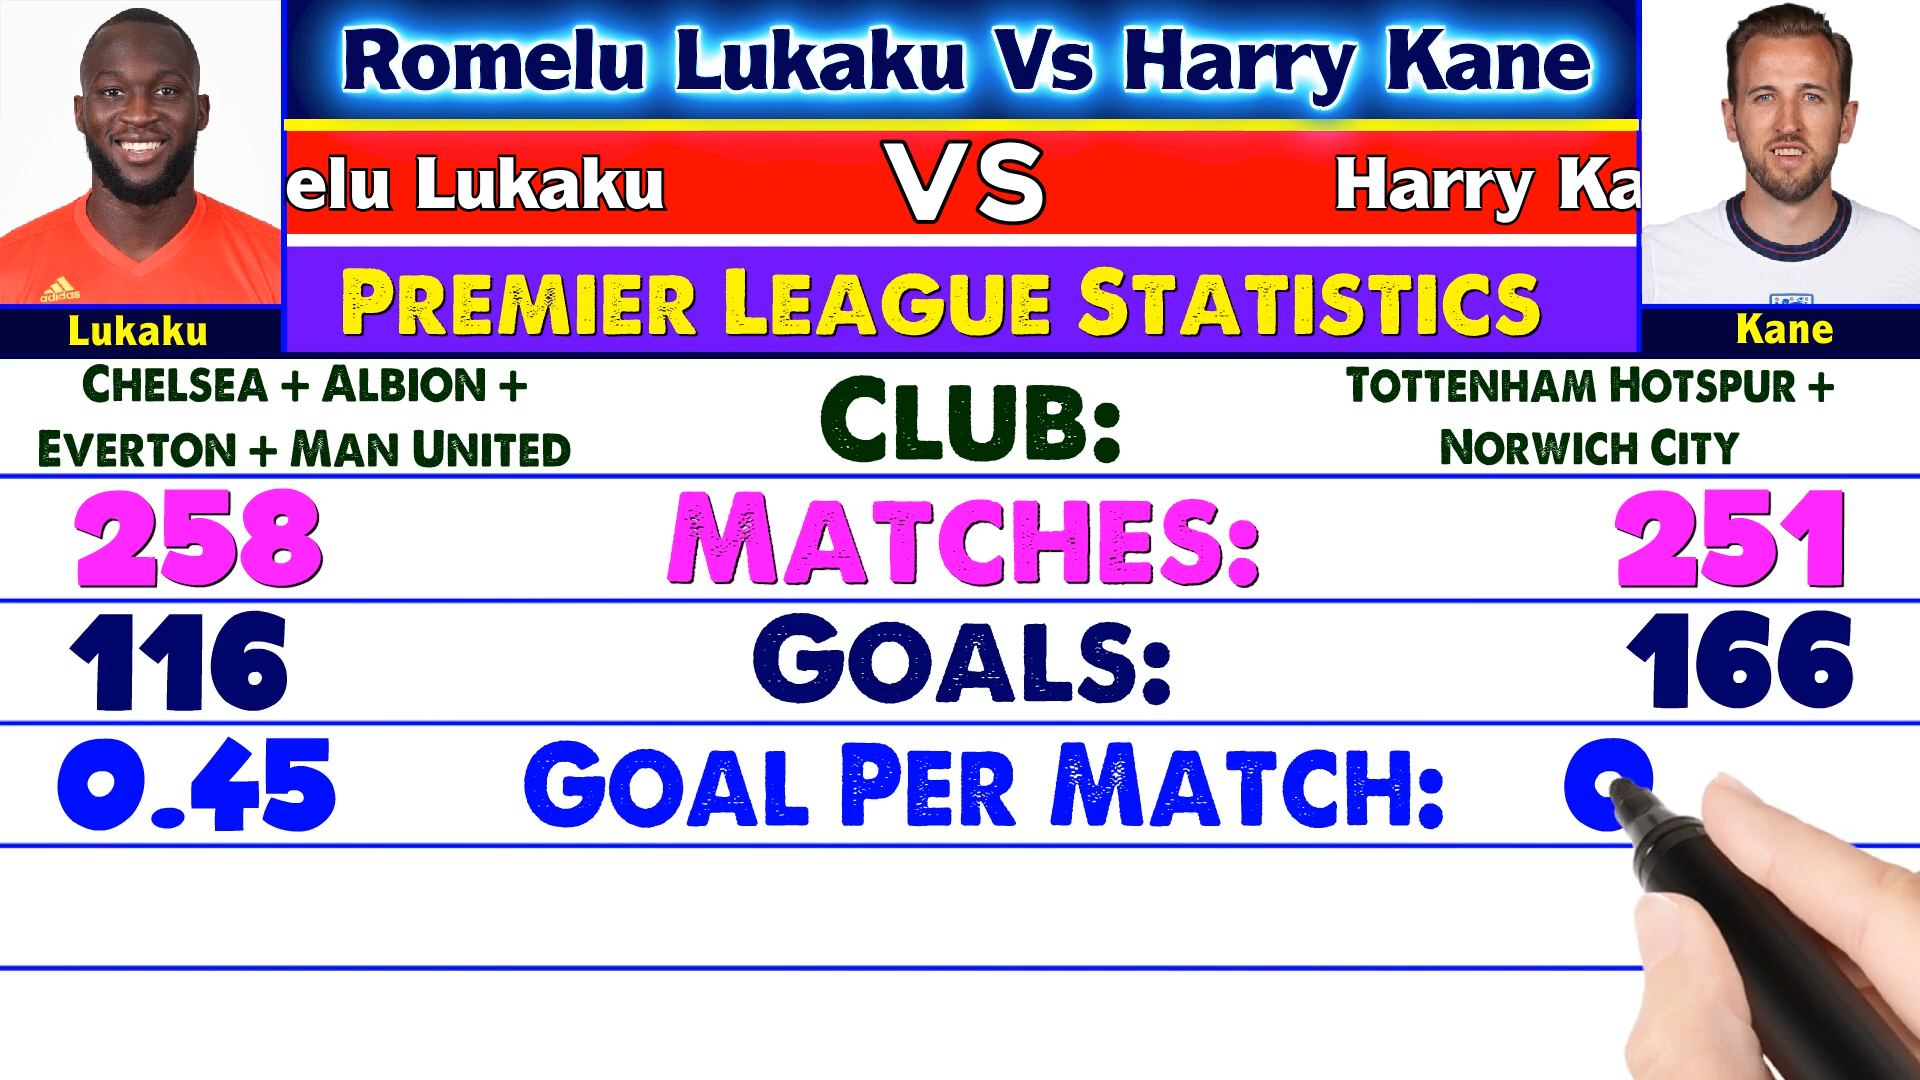 Romelu Lukaku Vs Harry Kane
elu Lukaku VS Harry Ka
adidas
PREMIER LEAGUE STATISTICS
Lukaku
Kane
CHELSEA + ALBION +
EVERTON + MAN UNITED
CLUB:
TOTTENHAM HOTSPUR +
NORWICH CITY
258 MATCHES: 251
116 GOALS: 166
0.45 GOAL PER MATCH: 0